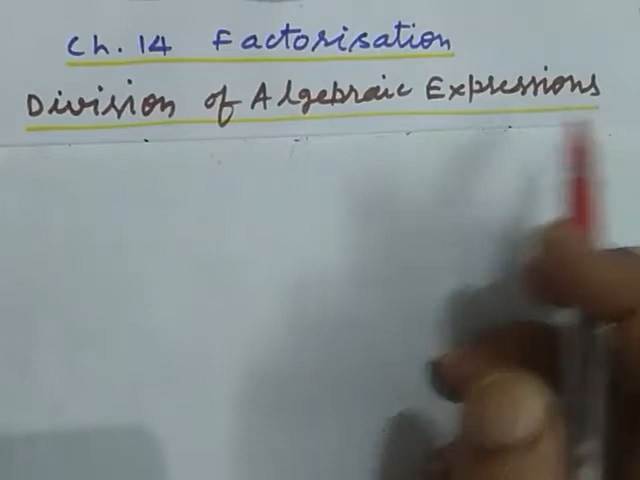 Ch. 14 Factorisation
Division of Algebraic Expressions